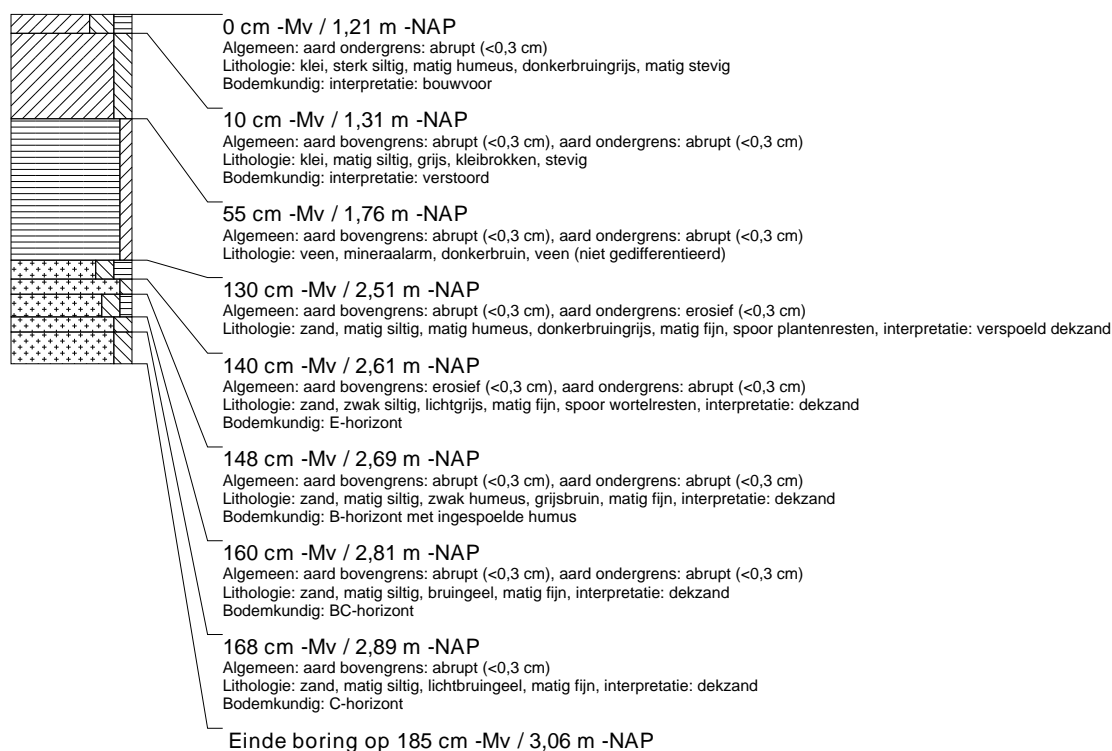 0 cm -Mv / 1,21 m -NAP
Algemeen: aard ondergrens: abrupt (<0,3 cm)
Lithologie: klei, sterk siltig, matig humeus, donkerbruingrijs, matig stevig
Bodemkundig: interpretatie: bouwvoor
10 cm -Mv / 1,31 m -NAP
Algemeen: aard bovengrens: abrupt (<0,3 cm), aard ondergrens: abrupt (<0,3 cm)
Lithologie: klei, matig siltig, grijs, kleibrokken, stevig
Bodemkundig: interpretatie: verstoord
55 cm -Mv / 1,76 m -NAP
Algemeen: aard bovengrens: abrupt (<0,3 cm), aard ondergrens: abrupt (<0,3 cm)
Lithologie: veen, mineraalarm, donkerbruin, veen (niet gedifferentieerd)
130 cm -Mv / 2,51 m -NAP
Algemeen: aard bovengrens: abrupt (<0,3 cm), aard ondergrens: erosief (<0,3 cm)
Lithologie: zand, matig siltig, matig humeus, donkerbruingrijs, matig fijn, spoor plantenresten, interpretatie: verspoeld dekzand
140 cm -Mv / 2,61 m -NAP
Algemeen: aard bovengrens: erosief (<0,3 cm), aard ondergrens: abrupt (<0,3 cm)
Lithologie: zand, zwak siltig, lichtgrijs, matig fijn, spoor wortelresten, interpretatie: dekzand
Bodemkundig: E-horizont
148 cm -Mv / 2,69 m -NAP
Algemeen: aard bovengrens: abrupt (<0,3 cm), aard ondergrens: abrupt (<0,3 cm)
Lithologie: zand, matig siltig, zwak humeus, grijsbruin, matig fijn, interpretatie: dekzand
Bodemkundig: B-horizont met ingespoelde humus
160 cm -Mv / 2,81 m -NAP
Algemeen: aard bovengrens: abrupt (<0,3 cm), aard ondergrens: abrupt (<0,3 cm)
Lithologie: zand, matig siltig, bruingeel, matig fijn, interpretatie: dekzand
Bodemkundig: BC-horizont
168 cm -Mv / 2,89 m -NAP
Algemeen: aard bovengrens: abrupt (<0,3 cm)
Lithologie: zand, matig siltig, lichtbruingeel, matig fijn, interpretatie: dekzand
Bodemkundig: C-horizont
Einde boring op 185 cm -Mv / 3,06 m -NAP